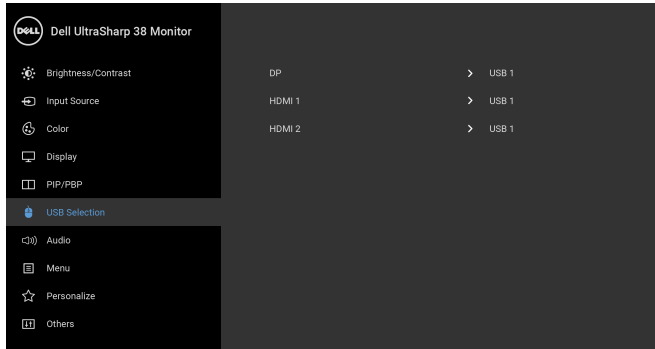 DELL Dell UltraSharp 38 Monitor
Brightness/Contrast
Input Source
Color
Display
PIP/PBP
USB Selection
Audio
Menu
Personalize
Others
DP > USB 1
HDMI 1 > USB 1
HDMI 2 > USB 1